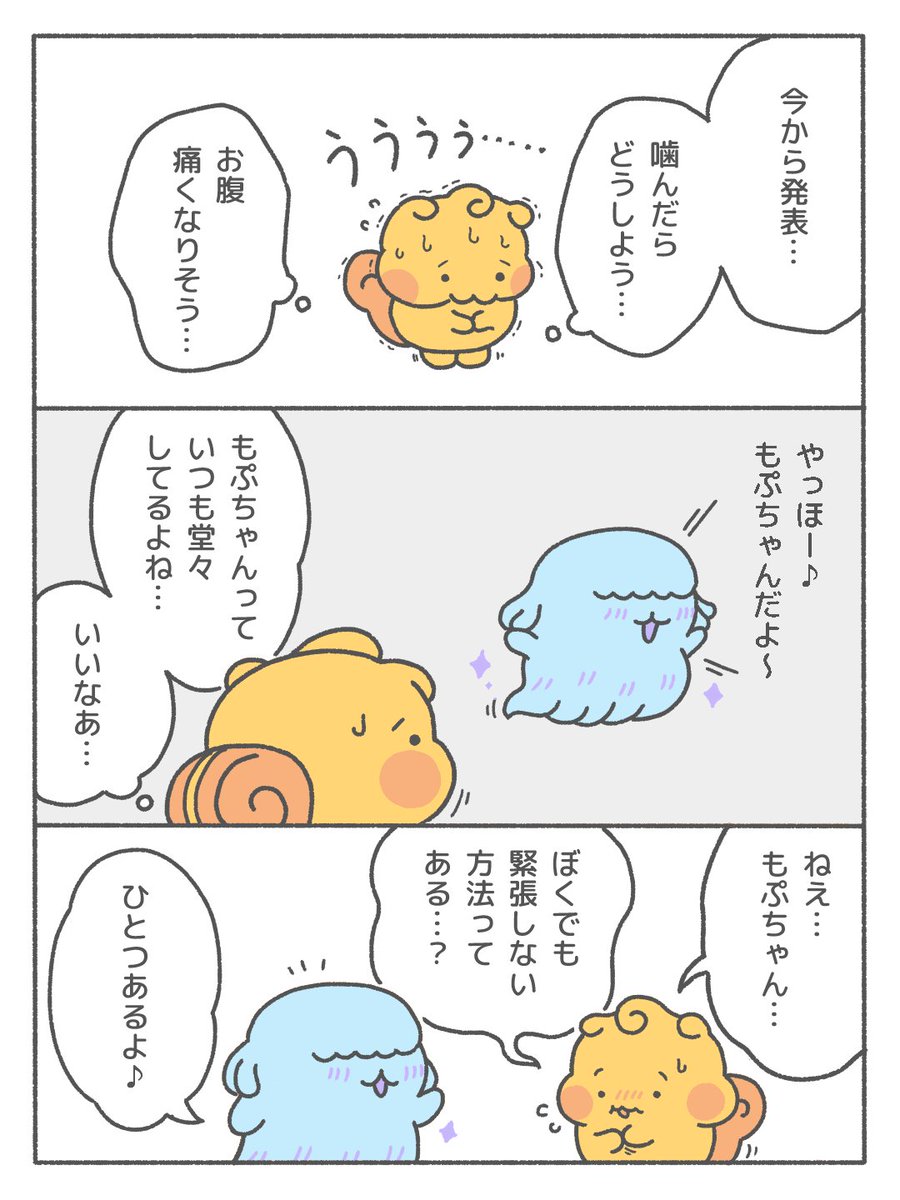 今から発表…
噛んだら
どうしよう…
うううぅ……
お腹
痛くなりそう…
やっほー♪
もぷちゃんだよ〜
もぷちゃんって
いつも堂々
してるよね…
いいなあ…
ねえ…
もぷちゃん…
ぼくでも
緊張しない
方法って
ある…？
ひとつあるよ♪